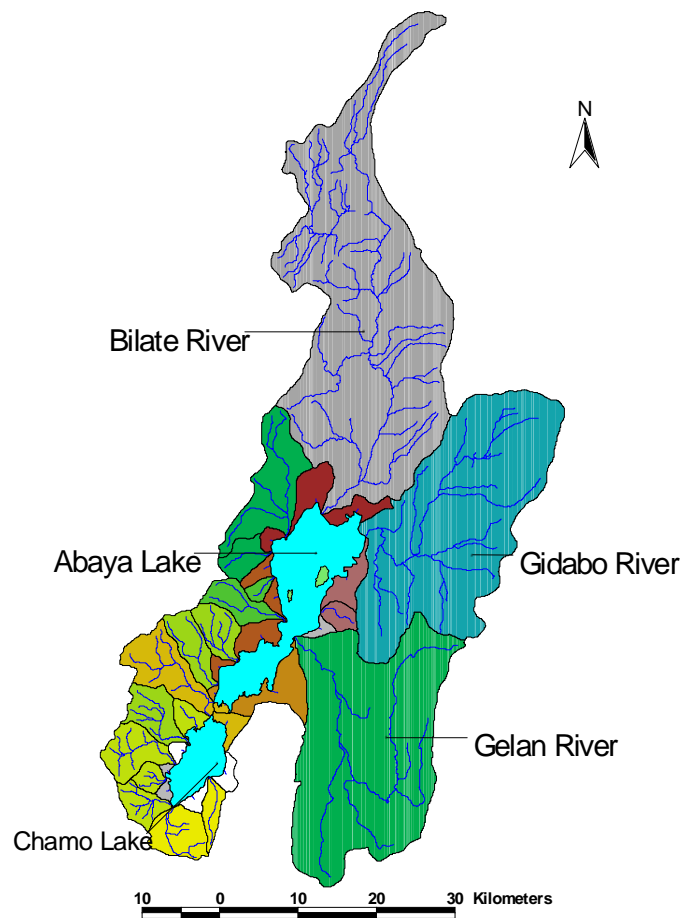 N
Bilate River
Abaya Lake
Gidabo River
Gelan River
Chamo Lake
10 0 10 20 30 Kilometers